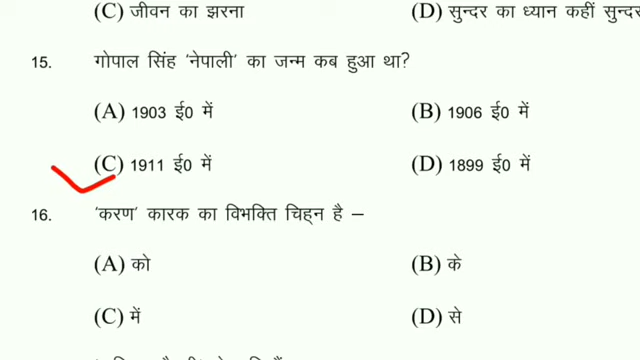 (C) जीवन का झरना (D) सुन्दर का ध्यान कहीं सुन्दर
15. गोपाल सिंह 'नेपाली' का जन्म कब हुआ था?
(A) 1903 ई0 में (B) 1906 ई0 में
(C) 1911 ई0 में (D) 1899 ई0 में
16. 'करण' कारक का विभक्ति चिह्न है –
(A) को (B) के
(C) में (D) से